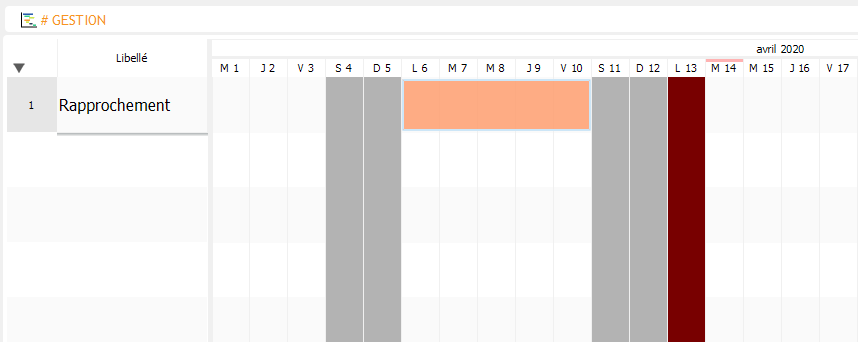 # GESTION
avril 2020
Libellé
M 1 J 2 V 3 S 4 D 5 L 6 M 7 M 8 J 9 V 10 S 11 D 12 L 13 M 14 M 15 J 16 V 17
1 Rapprochement